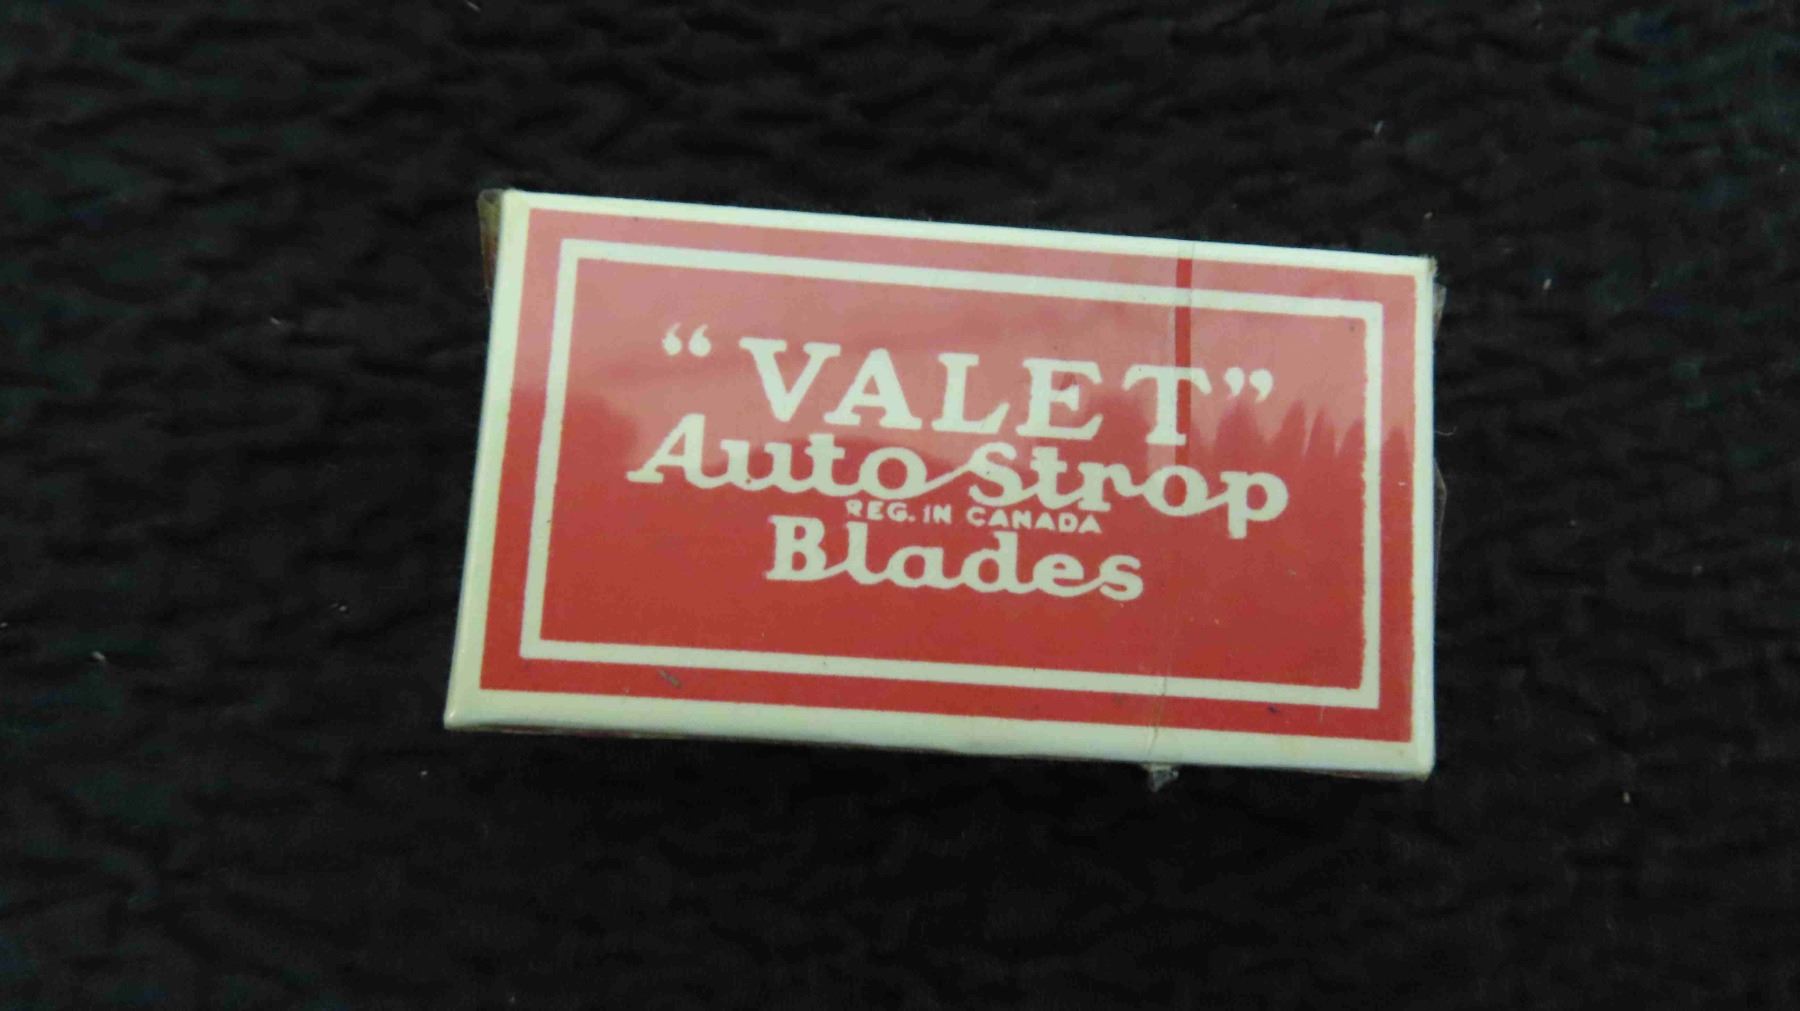 “VALET”
Auto Strop
REG. IN CANADA
Blades